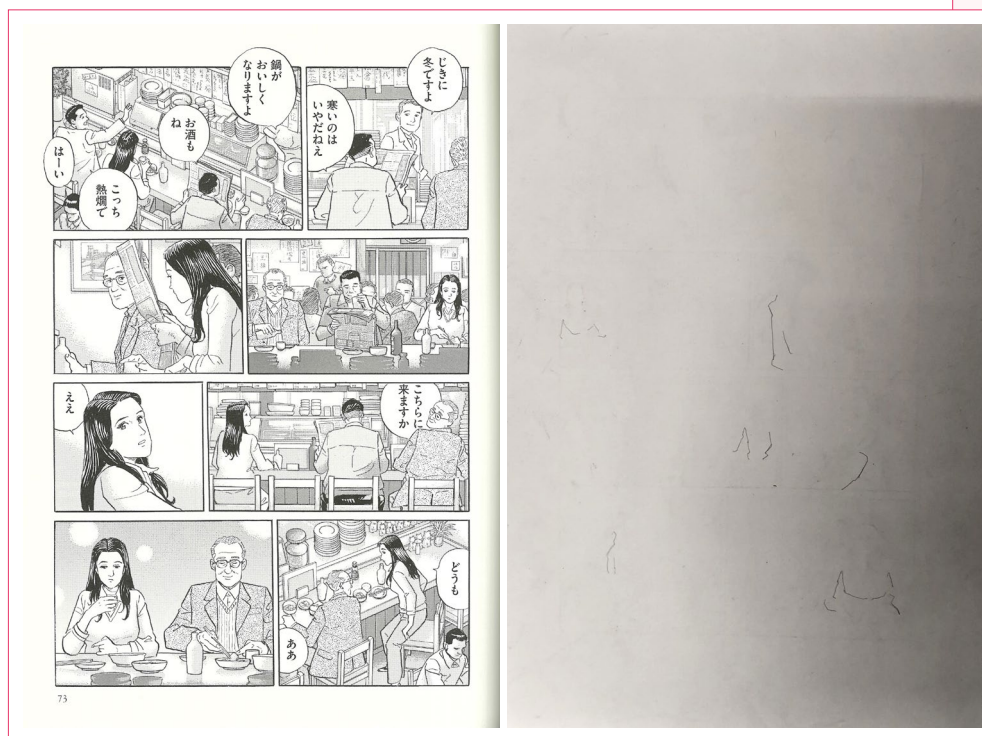 じきに
冬ですよ
寒いのは
いやだねえ
鍋が
おいしく
なりますよ
お酒も
ね
はーい
こっち
熱燗で
こちらに
来ますか
ええ
どうも
ああ
73